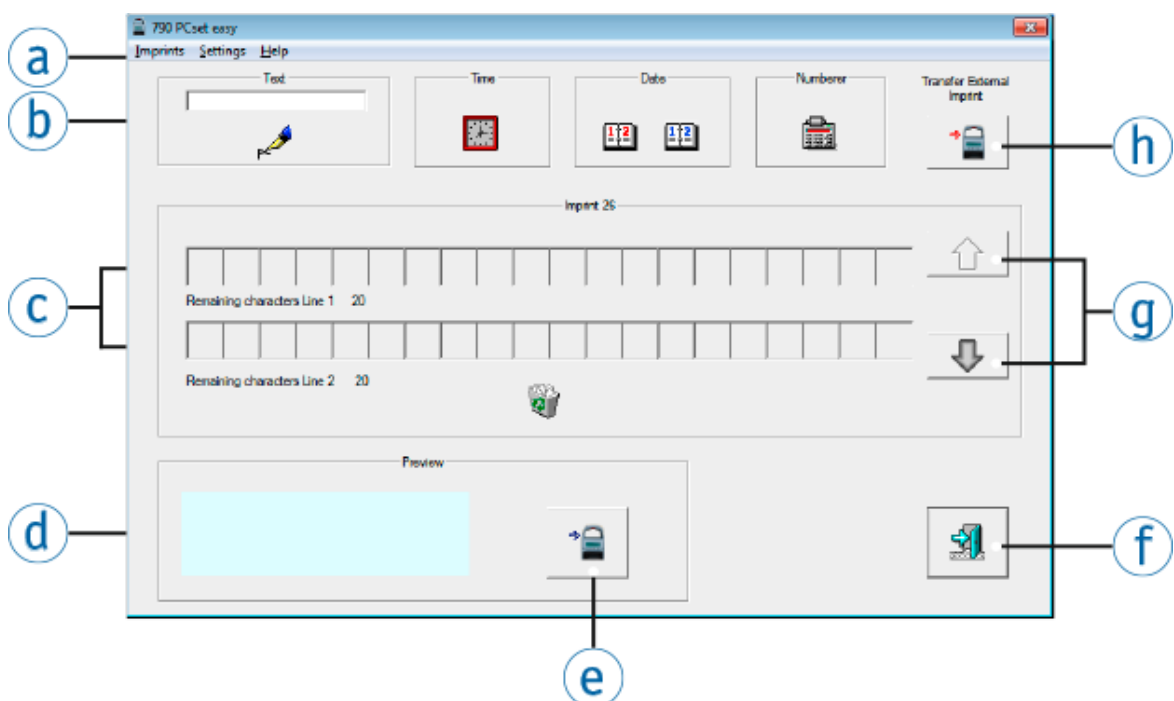 790 PCset easy
Imprints Settings Help
a
b
Text
Time
Date
Numberer
Transfer External
Imprint
h
Imprint 26
c
Remaining characters Line 1 20
Remaining characters Line 2 20
g
Preview
d
f
e